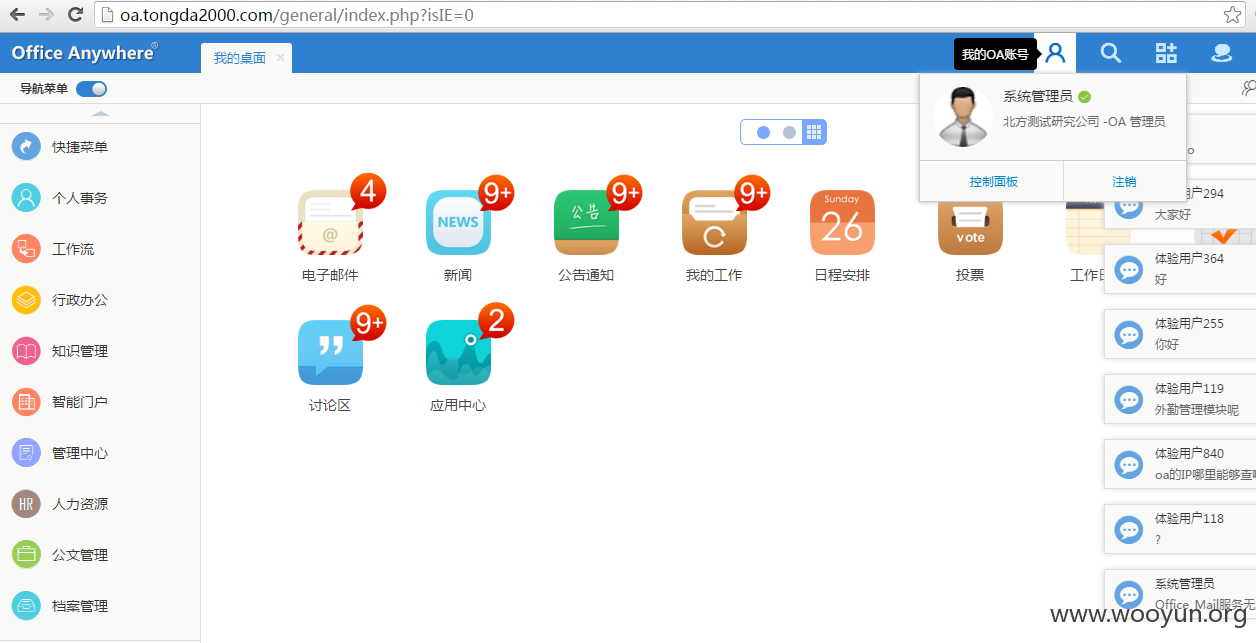 oa.tongda2000.com/general/index.php?isIE=0
Office Anywhere®
我的桌面 ×
我的OA账号
导航菜单
系统管理员
北方测试研究公司 -OA 管理员
控制面板
注销
快捷菜单
个人事务
工作流
行政办公
知识管理
智能门户
管理中心
人力资源
公文管理
档案管理
HR
4
@
电子邮件
9+
NEWS
新闻
9+
公告
公告通知
9+
我的工作
Sunday
26
日程安排
vote
投票
工作日
9+
讨论区
2
应用中心
o
用户294
大家好
体验用户364
好
体验用户255
你好
体验用户119
外勤管理模块呢
体验用户840
oa的IP哪里能够查
体验用户118
?
系统管理员
Office_Mail服务无
www.wooyun.org